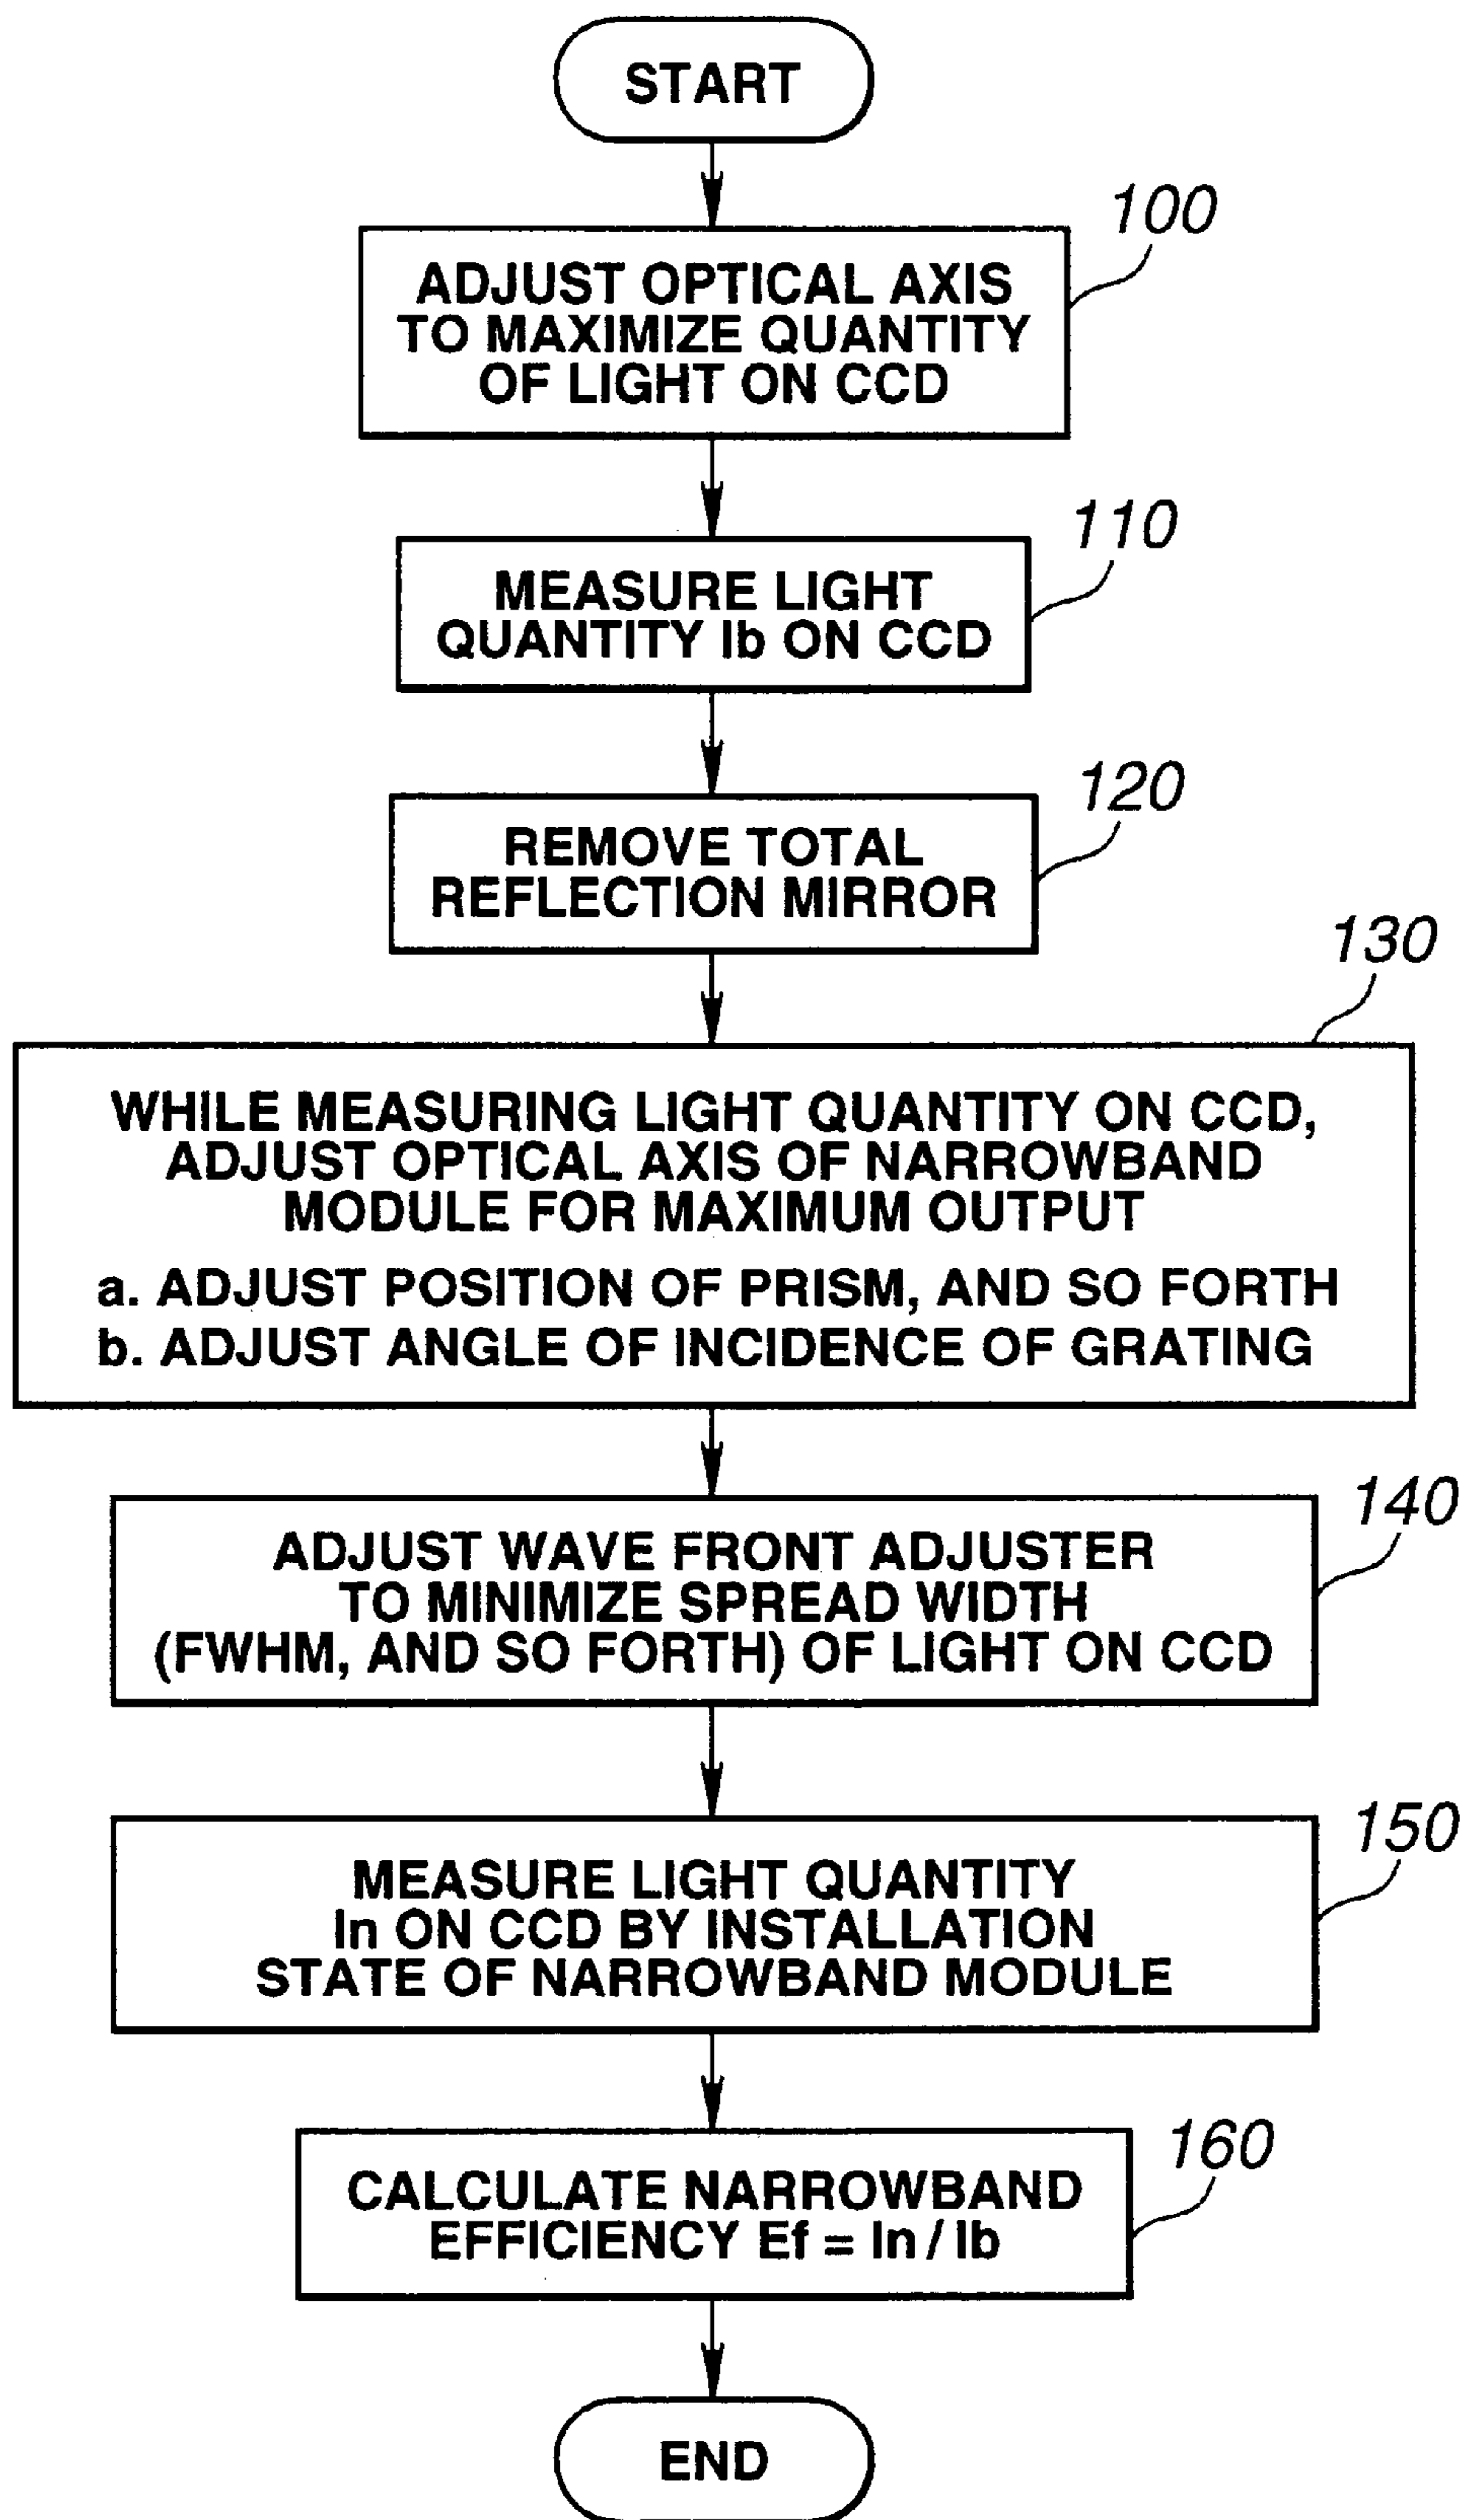 START
100
ADJUST OPTICAL AXIS
TO MAXIMIZE QUANTITY
OF LIGHT ON CCD
110
MEASURE LIGHT
QUANTITY Ib ON CCD
120
REMOVE TOTAL
REFLECTION MIRROR
130
WHILE MEASURING LIGHT QUANTITY ON CCD,
ADJUST OPTICAL AXIS OF NARROWBAND
MODULE FOR MAXIMUM OUTPUT
a. ADJUST POSITION OF PRISM, AND SO FORTH
b. ADJUST ANGLE OF INCIDENCE OF GRATING
140
ADJUST WAVE FRONT ADJUSTER
TO MINIMIZE SPREAD WIDTH
(FWHM, AND SO FORTH) OF LIGHT ON CCD
150
MEASURE LIGHT QUANTITY
In ON CCD BY INSTALLATION
STATE OF NARROWBAND MODULE
160
CALCULATE NARROWBAND
EFFICIENCY Ef = In / Ib
END